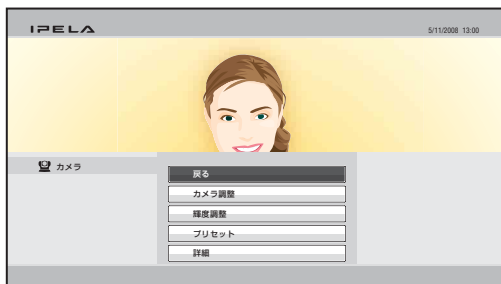 IPELA
5/11/2008 13:00
カメラ
戻る
カメラ調整
輝度調整
プリセット
詳細